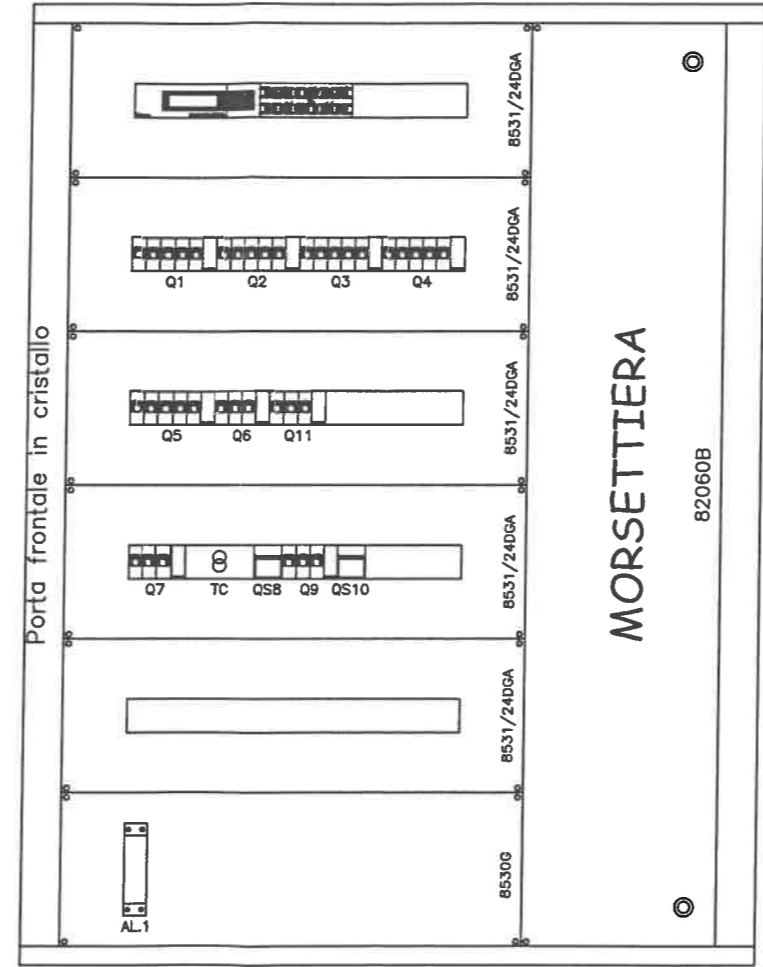 Porta frontale in cristallo
8531/24DGA
Q1 Q2 Q3 Q4
8531/24DGA
Q5 Q6 Q11
8531/24DGA
Q7 TC QS8 Q9 QS10
8531/24DGA
8531/24DGA
AL.1
8530G
MORSETTIERA
82060B